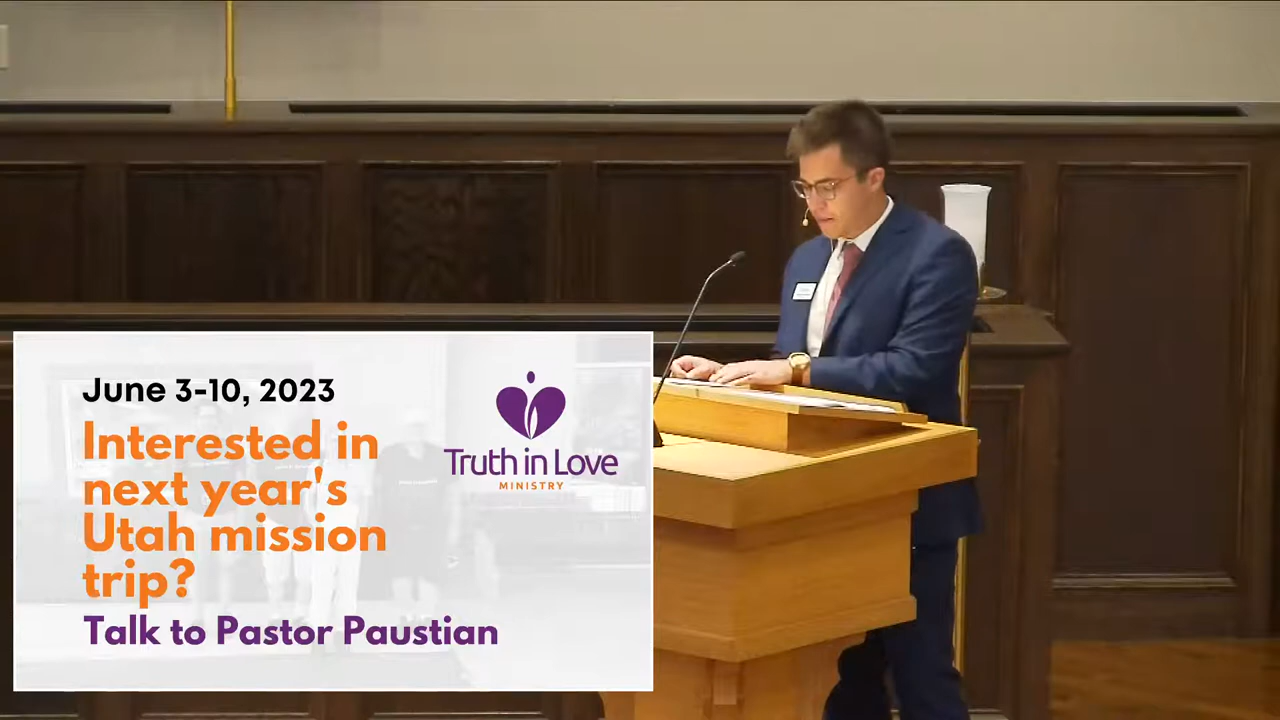 June 3-10, 2023
Interested in
next year's
Utah mission
trip?
Talk to Pastor Paustian
Truth in Love
MINISTRY